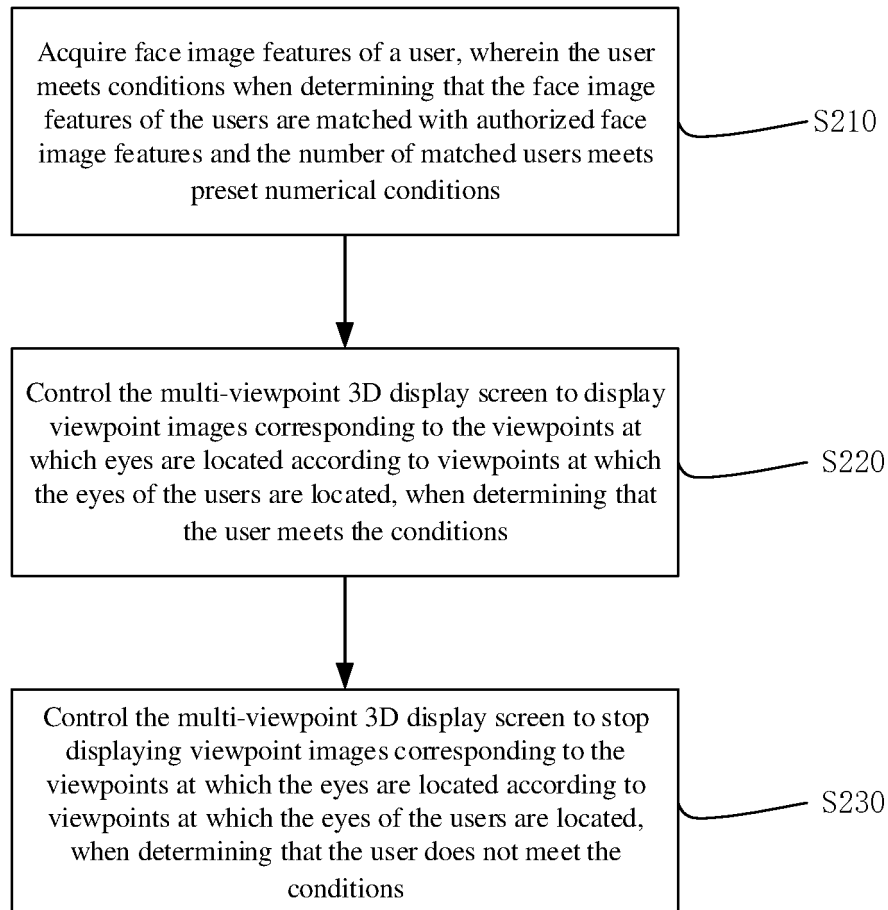 Acquire face image features of a user, wherein the user
meets conditions when determining that the face image
features of the users are matched with authorized face
image features and the number of matched users meets
preset numerical conditions
S210
Control the multi-viewpoint 3D display screen to display
viewpoint images corresponding to the viewpoints at
which eyes are located according to viewpoints at which
the eyes of the users are located, when determining that
the user meets the conditions
S220
Control the multi-viewpoint 3D display screen to stop
displaying viewpoint images corresponding to the
viewpoints at which the eyes are located according to
viewpoints at which the eyes of the users are located,
when determining that the user does not meet the
conditions
S230